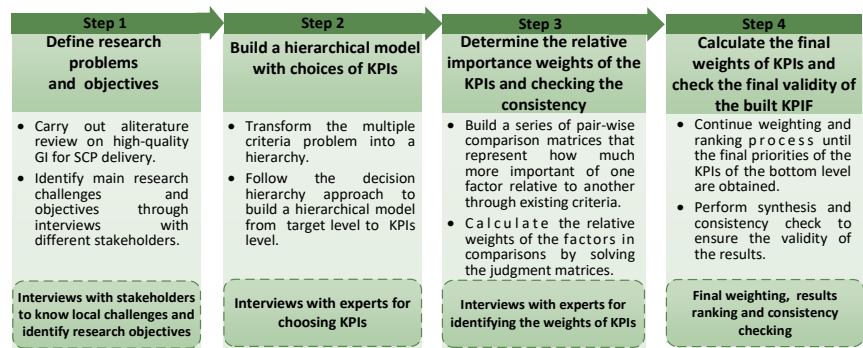 Step 1
Define research
problems
and objectives
• Carry out aliterature
review on high-quality
GI for SCP delivery.
• Identify main research
challenges and
objectives through
interviews with
different stakeholders.
Interviews with stakeholders
to know local challenges and
identify research objectives
Step 2
Build a hierarchical model
with choices of KPIs
• Transform the multiple
criteria problem into a
hierarchy.
• Follow the decision
hierarchy approach to
build a hierarchical model
from target level to KPIs
level.
Interviews with experts for
choosing KPIs
Step 3
Determine the relative
importance weights of the
KPIs and checking the
consistency
• Build a series of pair-wise
comparison matrices that
represent how much
more important of one
factor relative to another
through existing criteria.
• Calculate the relative
weights of the factors in
comparisons by solving
the judgment matrices.
Interviews with experts for
identifying the weights of KPIs
Step 4
Calculate the final
weights of KPIs and
check the final validity of
the built KPIF
• Continue weighting and
ranking process until
the final priorities of the
KPIs of the bottom level
are obtained.
• Perform synthesis and
consistency check to
ensure the validity of
the results.
Final weighting, results
ranking and consistency
checking